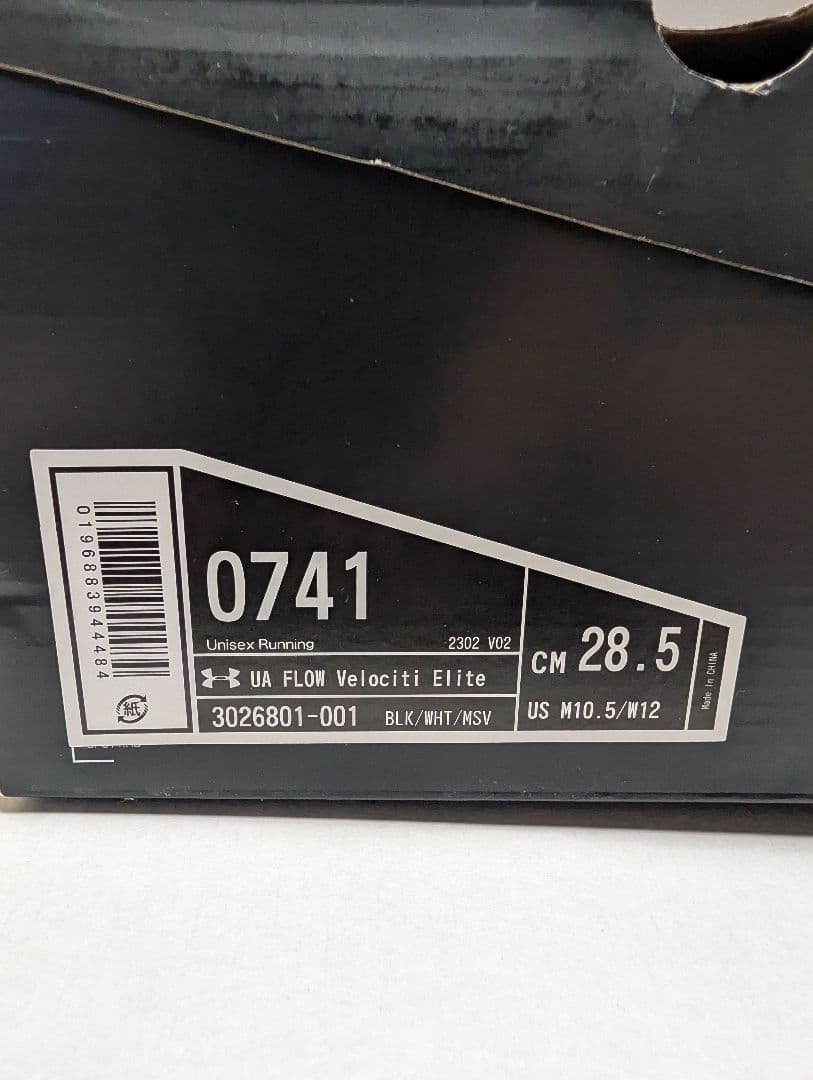 0196883944484
紙
0741
Unisex Running 2302 V02
UA FLOW Velociti Elite
3026801-001 BLK/WHT/MSV
CM 28.5
US M10.5/W12
Made In CHINA